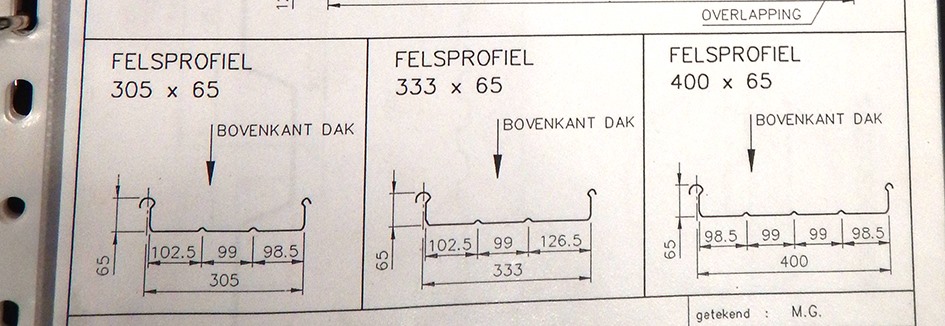 OVERLAPPING
FELSPROFIEL
305 x 65
BOVENKANT DAK
65
102.5 99 98.5
305
FELSPROFIEL
333 x 65
BOVENKANT DAK
65
102.5 99 126.5
333
FELSPROFIEL
400 x 65
BOVENKANT DAK
65
98.5 99 99 98.5
400
getekend : M.G.